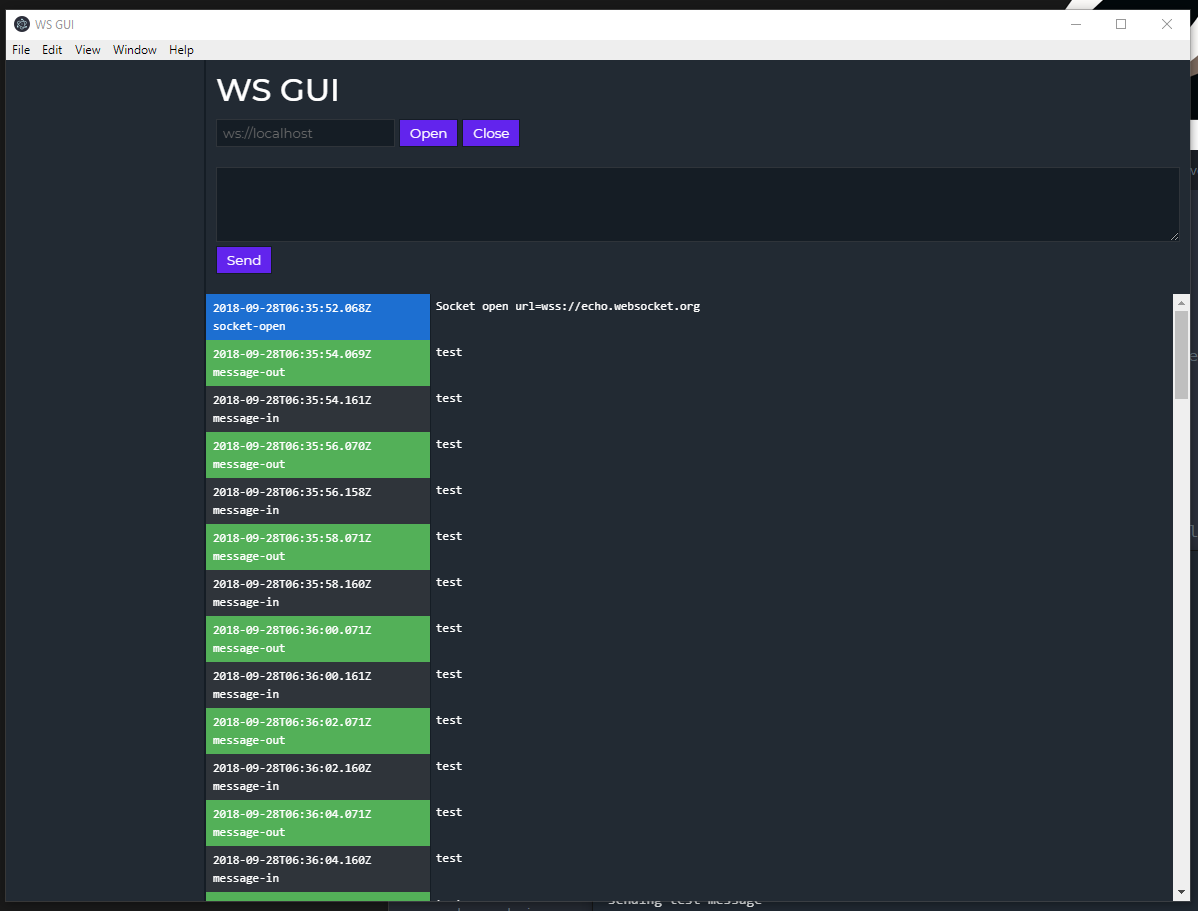 WS GUI
File Edit View Window Help
WS GUI
ws://localhost Open Close
Send
2018-09-28T06:35:52.068Z Socket open url=wss://echo.websocket.org
socket-open
2018-09-28T06:35:54.069Z test
message-out
2018-09-28T06:35:54.161Z test
message-in
2018-09-28T06:35:56.070Z test
message-out
2018-09-28T06:35:56.158Z test
message-in
2018-09-28T06:35:58.071Z test
message-out
2018-09-28T06:35:58.160Z test
message-in
2018-09-28T06:36:00.071Z test
message-out
2018-09-28T06:36:00.161Z test
message-in
2018-09-28T06:36:02.071Z test
message-out
2018-09-28T06:36:02.160Z test
message-in
2018-09-28T06:36:04.071Z test
message-out
2018-09-28T06:36:04.160Z test
message-in
sending test message